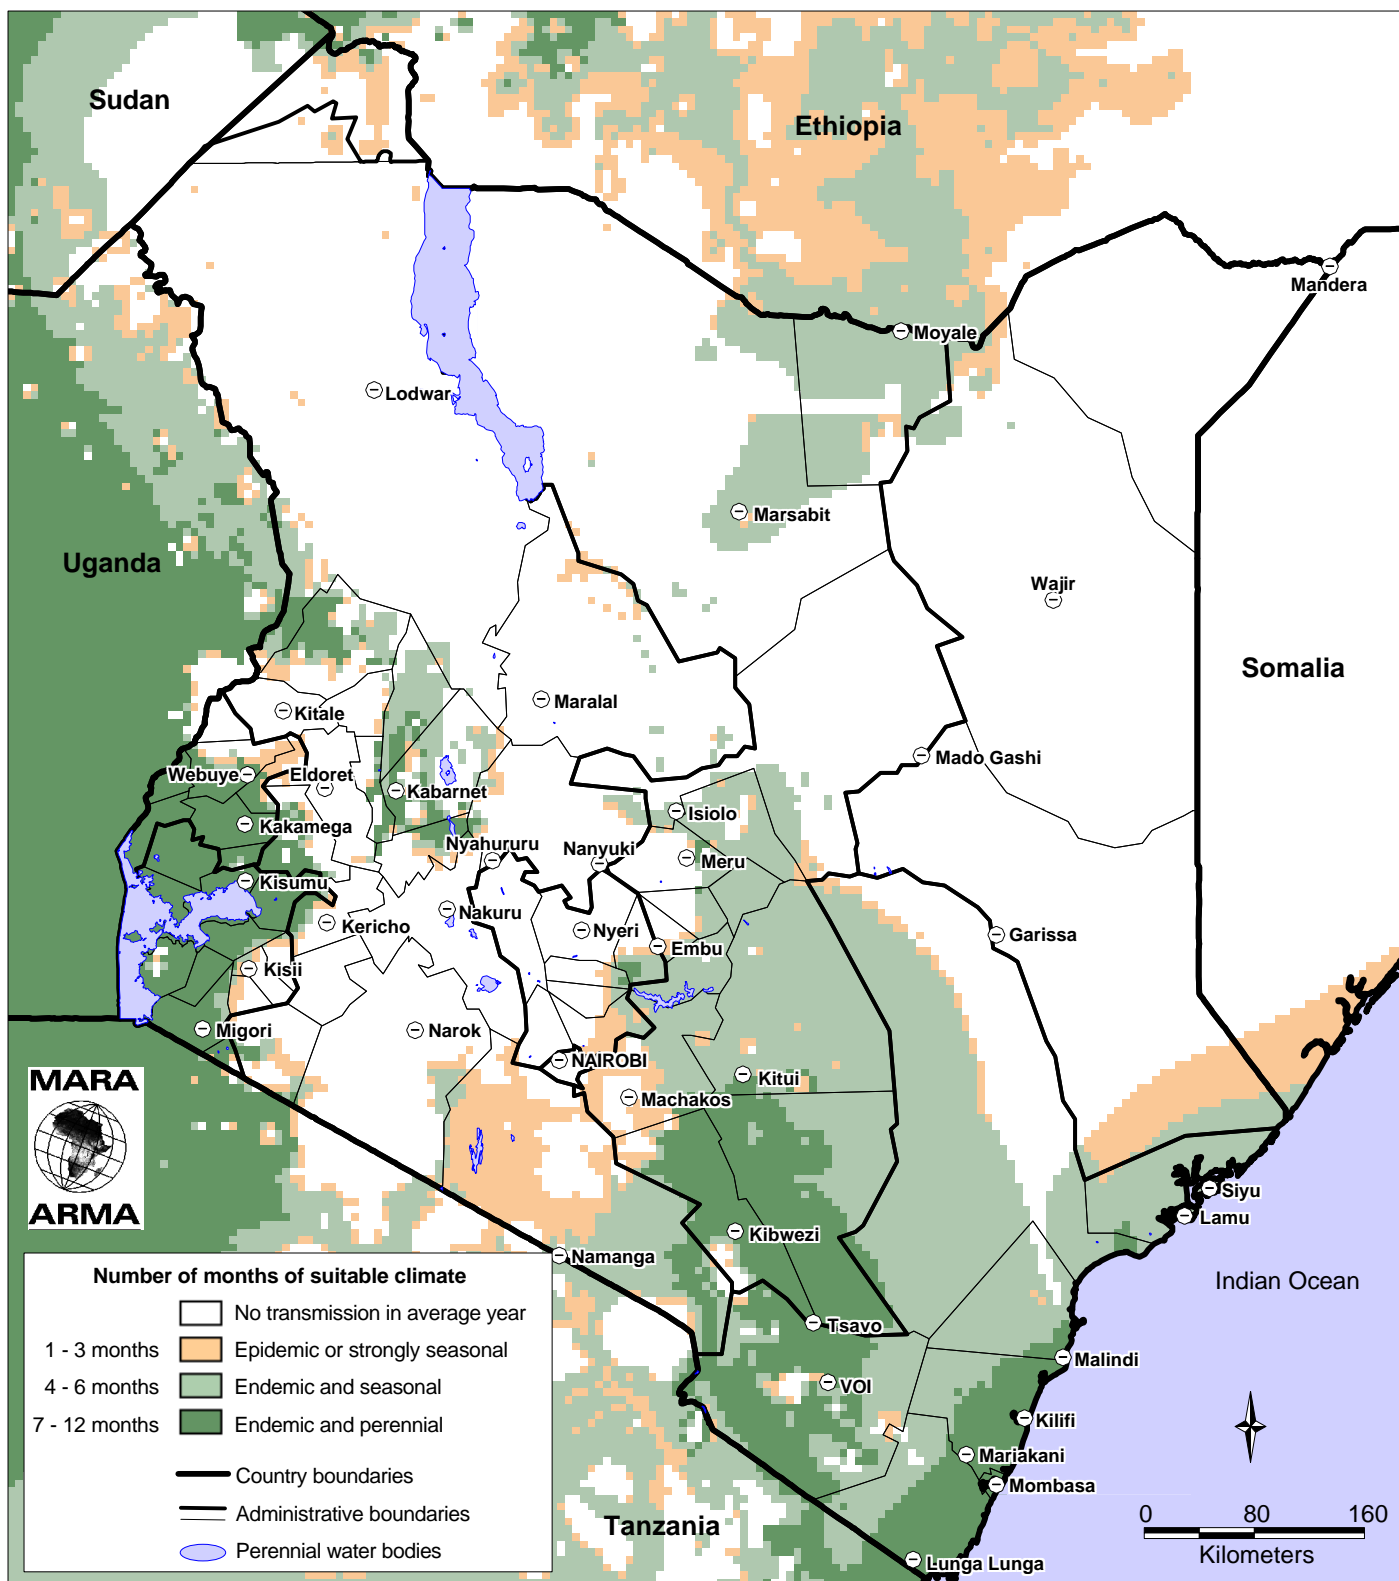 Sudan
Ethiopia
Mandera
Moyale
Lodwar
Marsabit
Uganda
Wajir
Somalia
Maralal
Kitale
Mado Gashi
Webuye
Eldoret
Kabarnet
Isiolo
Kakamega
Nyahururu
Nanyuki
Meru
Kisumu
Nakuru
Kericho
Nyeri
Garissa
Embu
Kisii
Migori
Narok
NAIROBI
Kitui
Machakos
MARA
ARMA
Siyu
Lamu
Kibwezi
Namanga
Indian Ocean
Tsavo
Malindi
VOI
Kilifi
Mariakani
Mombasa
Tanzania
Lunga Lunga
Number of months of suitable climate
No transmission in average year
1 - 3 months Epidemic or strongly seasonal
4 - 6 months Endemic and seasonal
7 - 12 months Endemic and perennial
Country boundaries
Administrative boundaries
Perennial water bodies
0 80 160
Kilometers